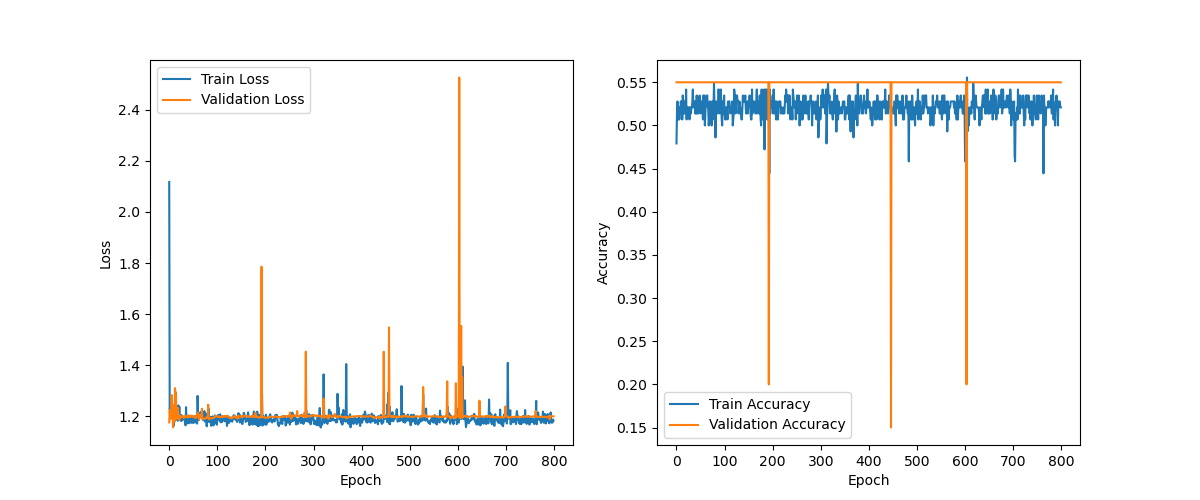 Train Loss
Validation Loss
2.4
2.2
2.0
1.8
1.6
1.4
1.2
Loss
0 100 200 300 400 500 600 700 800
Epoch
0.55
0.50
0.45
0.40
0.35
0.30
0.25
0.20
0.15
Accuracy
Train Accuracy
Validation Accuracy
0 100 200 300 400 500 600 700 800
Epoch